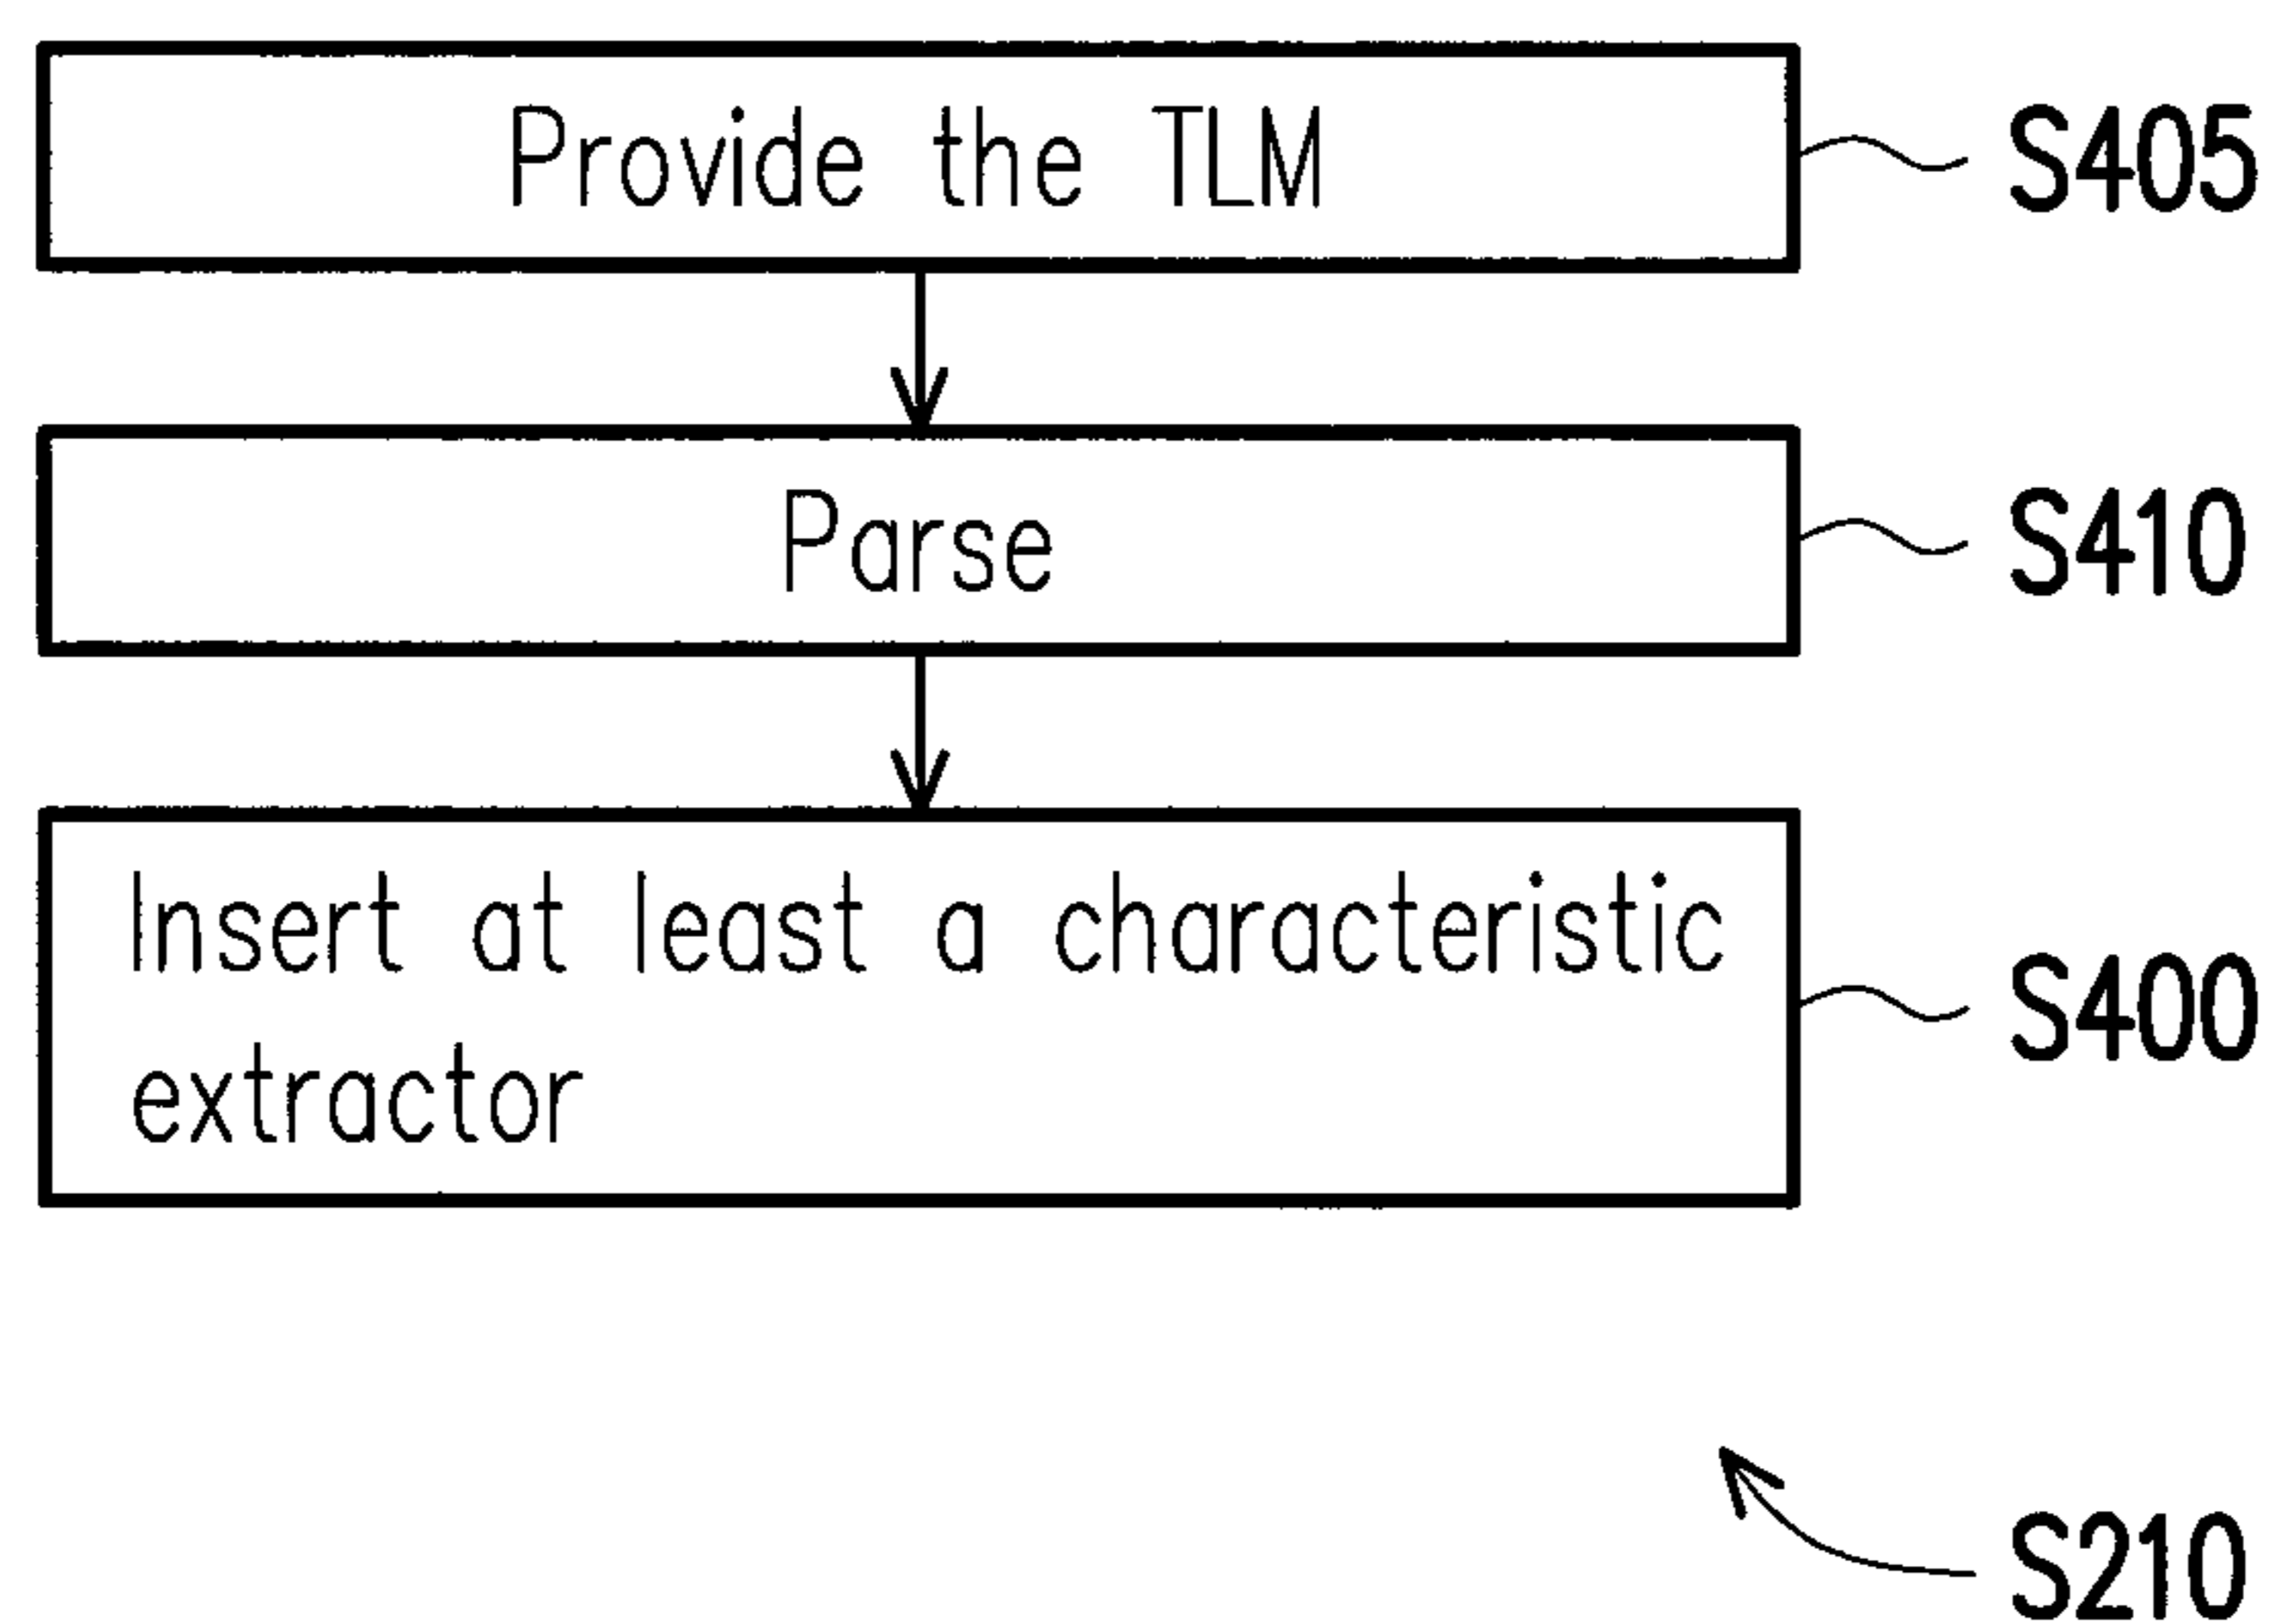 Provide the TLM
S405
Parse
S410
Insert at least a characteristic
extractor
S400
S210